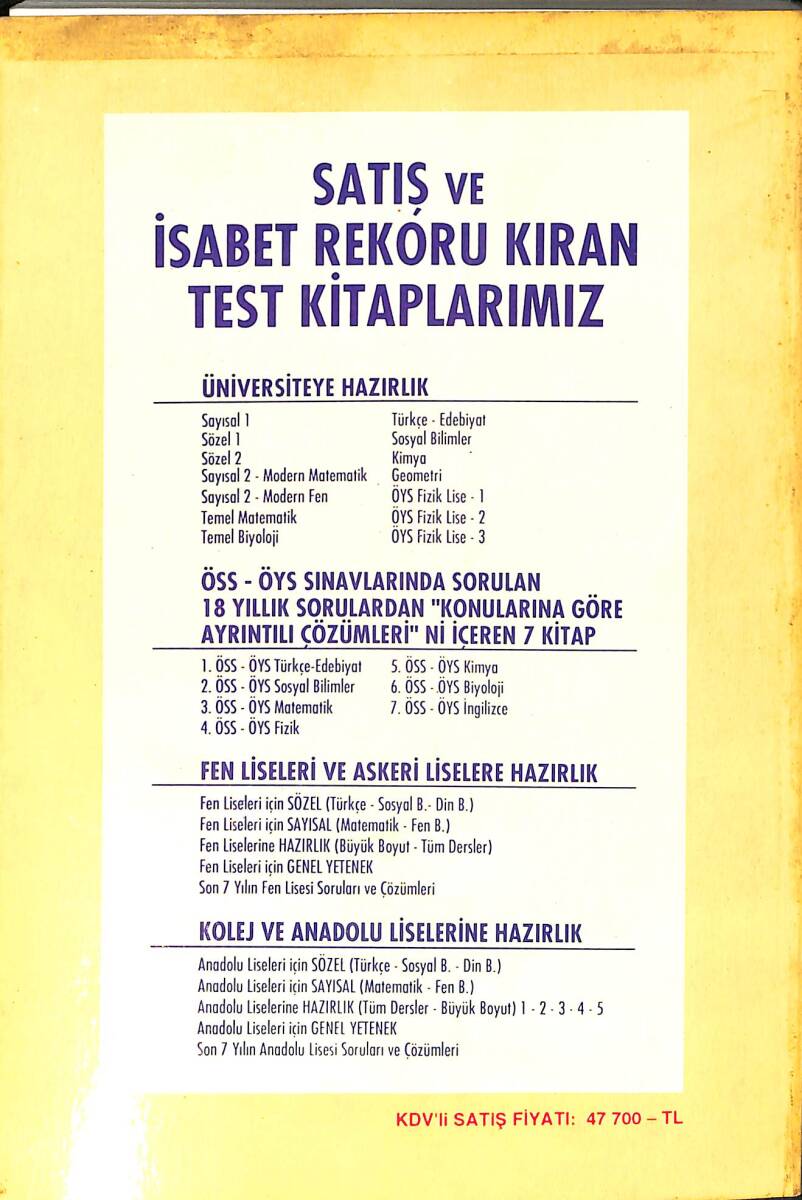 SATIŞ VE
İSABET REKORU KIRAN
TEST KİTAPLARIMIZ
ÜNİVERSİTEYE HAZIRLIK
Sayısal 1
Sözel 1
Sözel 2
Sayısal 2 - Modern Matematik
Sayısal 2 - Modern Fen
Temel Matematik
Temel Biyoloji
Türkçe - Edebiyat
Sosyal Bilimler
Kimya
Geometri
ÖYS Fizik Lise - 1
ÖYS Fizik Lise - 2
ÖYS Fizik Lise - 3
ÖSS - ÖYS SINAVLARINDA SORULAN
18 YILLIK SORULARDAN "KONULARINA GÖRE
AYRINTILI ÇÖZÜMLERİ" Nİ İÇEREN 7 KİTAP
1. ÖSS - ÖYS Türkçe-Edebiyat
2. ÖSS - ÖYS Sosyal Bilimler
3. ÖSS - ÖYS Matematik
4. ÖSS - ÖYS Fizik
5. ÖSS - ÖYS Kimya
6. ÖSS - ÖYS Biyoloji
7. ÖSS - ÖYS İngilizce
FEN LİSELERİ VE ASKERİ LİSELERE HAZIRLIK
Fen Liseleri için SÖZEL (Türkçe - Sosyal B.- Din B.)
Fen Liseleri için SAYISAL (Matematik - Fen B.)
Fen Liselerine HAZIRLIK (Büyük Boyut - Tüm Dersler)
Fen Liseleri için GENEL YETENEK
Son 7 Yılın Fen Lisesi Soruları ve Çözümleri
KOLEJ VE ANADOLU LİSELERİNE HAZIRLIK
Anadolu Liseleri için SÖZEL (Türkçe - Sosyal B. - Din B.)
Anadolu Liseleri için SAYISAL (Matematik - Fen B.)
Anadolu Liselerine HAZIRLIK (Tüm Dersler - Büyük Boyut) 1 - 2 - 3 - 4 - 5
Anadolu Liseleri için GENEL YETENEK
Son 7 Yılın Anadolu Lisesi Soruları ve Çözümleri
KDV'li SATIŞ FİYATI: 47 700 – TL